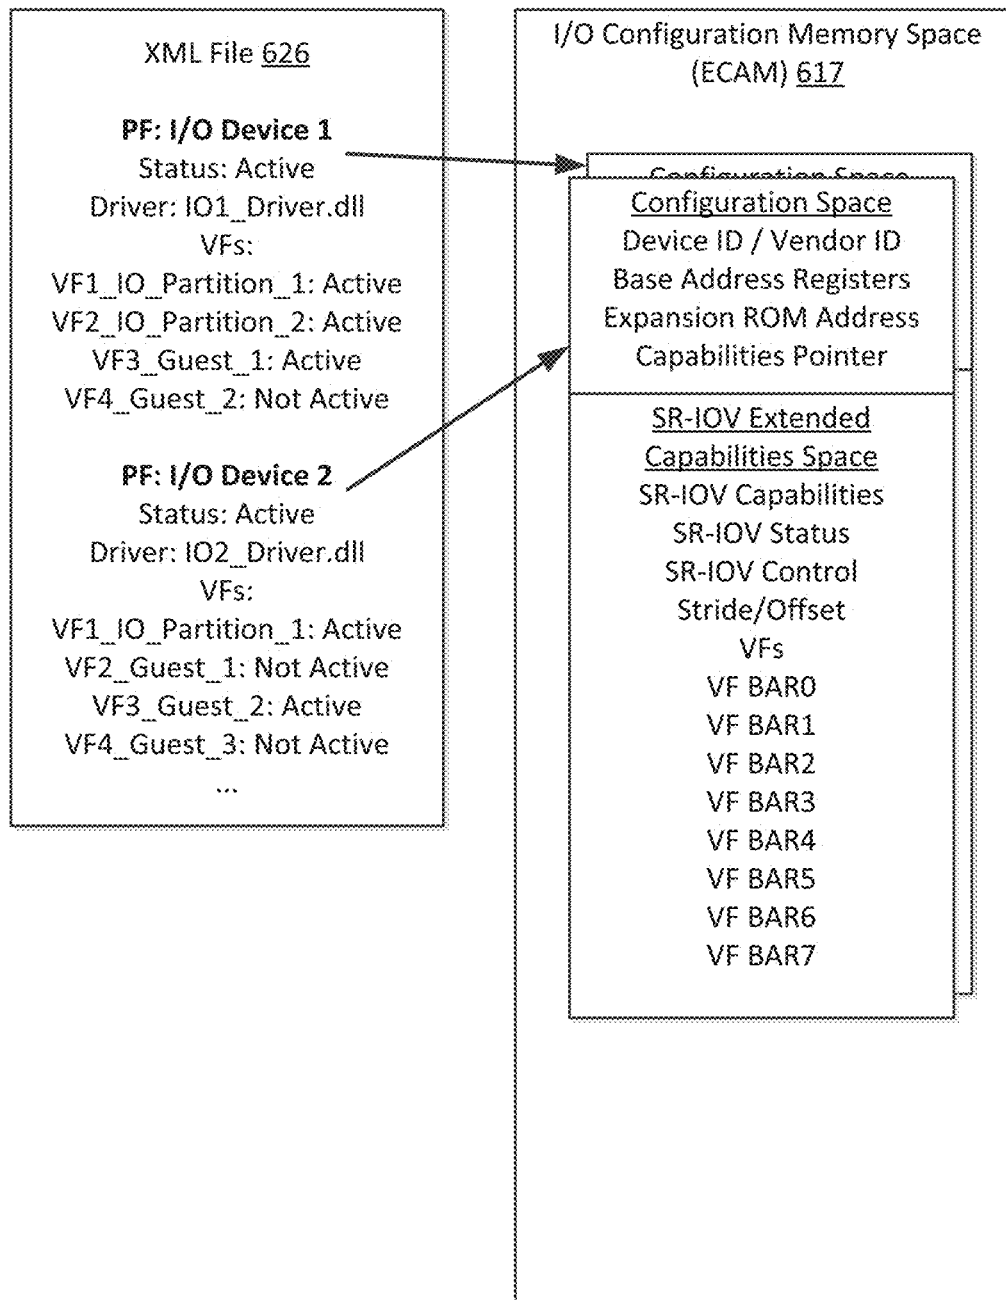 XML File 626
PF: I/O Device 1
Status: Active
Driver: IO1_Driver.dll
VFs:
VF1_IO_Partition_1: Active
VF2_IO_Partition_2: Active
VF3_Guest_1: Active
VF4_Guest_2: Not Active
PF: I/O Device 2
Status: Active
Driver: IO2_Driver.dll
VFs:
VF1_IO_Partition_1: Active
VF2_Guest_1: Not Active
VF3_Guest_2: Active
VF4_Guest_3: Not Active
...
I/O Configuration Memory Space
(ECAM) 617
Configuration Space
Configuration Space
Device ID / Vendor ID
Base Address Registers
Expansion ROM Address
Capabilities Pointer
SR-IOV Extended
Capabilities Space
SR-IOV Capabilities
SR-IOV Status
SR-IOV Control
Stride/Offset
VFs
VF BAR0
VF BAR1
VF BAR2
VF BAR3
VF BAR4
VF BAR5
VF BAR6
VF BAR7